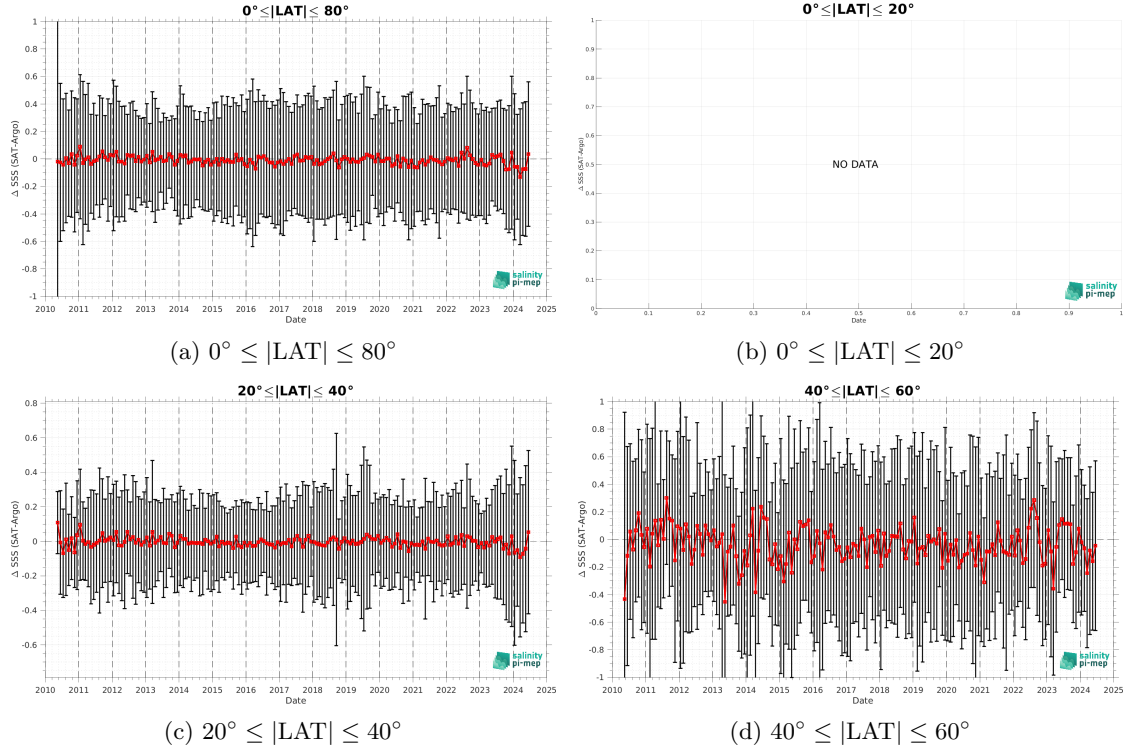 0°≤|LAT|≤ 80°
1
0.8
0.6
0.4
0.2
0
-0.2
-0.4
-0.6
-0.8
-1
Δ SSS (SAT-Argo)
2010 2011 2012 2013 2014 2015 2016 2017 2018 2019 2020 2021 2022 2023 2024 2025
Date
salinity
pi-mep
(a) 0° ≤ |LAT| ≤ 80°
0°≤|LAT|≤ 20°
1
0.9
0.8
0.7
0.6
0.5
0.4
0.3
0.2
0.1
0
Δ SSS (SAT-Argo)
NO DATA
0 0.1 0.2 0.3 0.4 0.5 0.6 0.7 0.8 0.9 1
Date
salinity
pi-mep
(b) 0° ≤ |LAT| ≤ 20°
20°≤|LAT|≤ 40°
0.8
0.6
0.4
0.2
0
-0.2
-0.4
-0.6
Δ SSS (SAT-Argo)
2010 2011 2012 2013 2014 2015 2016 2017 2018 2019 2020 2021 2022 2023 2024 2025
Date
salinity
pi-mep
(c) 20° ≤ |LAT| ≤ 40°
40°≤|LAT|≤ 60°
1
0.8
0.6
0.4
0.2
0
-0.2
-0.4
-0.6
-0.8
-1
Δ SSS (SAT-Argo)
2010 2011 2012 2013 2014 2015 2016 2017 2018 2019 2020 2021 2022 2023 2024 2025
Date
salinity
pi-mep
(d) 40° ≤ |LAT| ≤ 60°